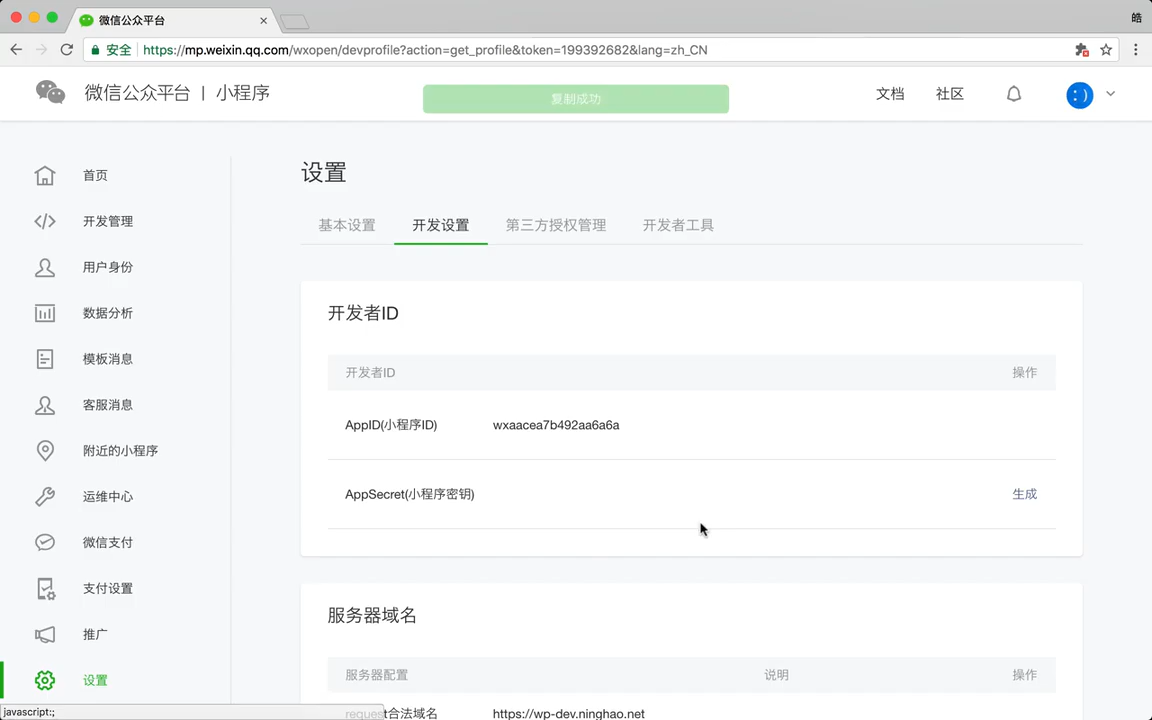 微信公众平台
皓
安全
https://mp.weixin.qq.com/wxopen/devprofile?action=get_profile&token=199392682&lang=zh_CN
微信公众平台 | 小程序
复制成功
文档
社区
:)
首页
开发管理
用户身份
数据分析
模板消息
客服消息
附近的小程序
运维中心
微信支付
支付设置
推广
设置
设置
基本设置
开发设置
第三方授权管理
开发者工具
开发者ID
开发者ID 操作
AppID(小程序ID) wxaacea7b492aa6a6a
AppSecret(小程序密钥) 生成
服务器域名
服务器配置 说明 操作
request合法域名 https://wp-dev.ninghao.net
javascript:;